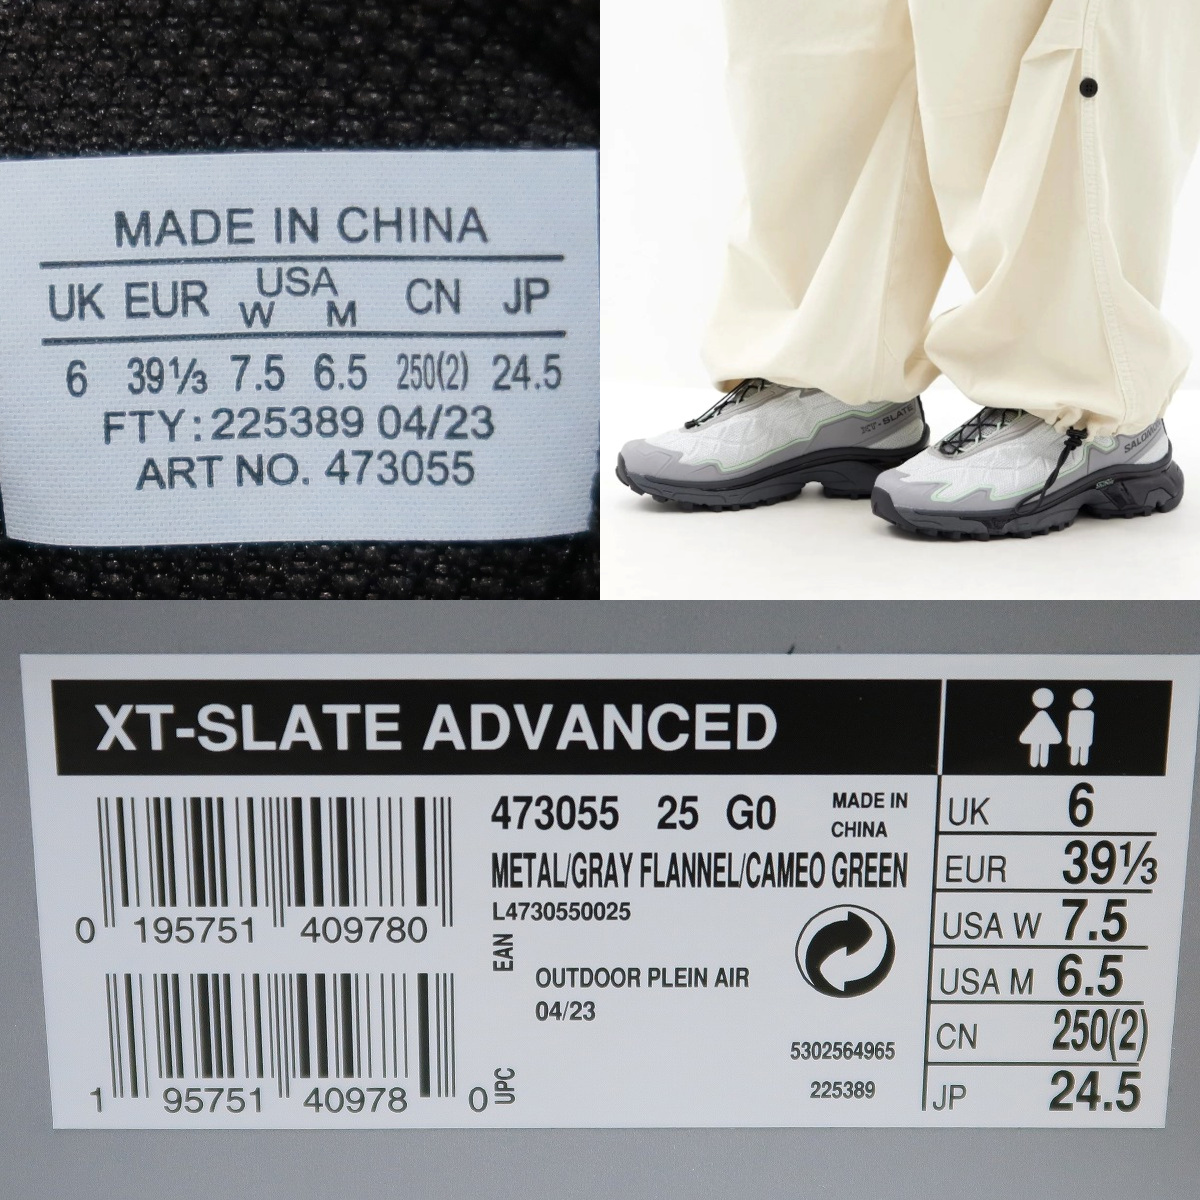 MADE IN CHINA
UK EUR USA W M CN JP
6 39⅓ 7.5 6.5 250(2) 24.5
FTY: 225389 04/23
ART NO. 473055
XT-SLATE
SALOMON
XT-SLATE ADVANCED
0 195751 409780
1 95751 40978 0
EAN
UPC
473055 25 G0
MADE IN
CHINA
METAL/GRAY FLANNEL/CAMEO GREEN
L4730550025
OUTDOOR PLEIN AIR
04/23
5302564965
225389
UK 6
EUR 39⅓
USA W 7.5
USA M 6.5
CN 250(2)
JP 24.5